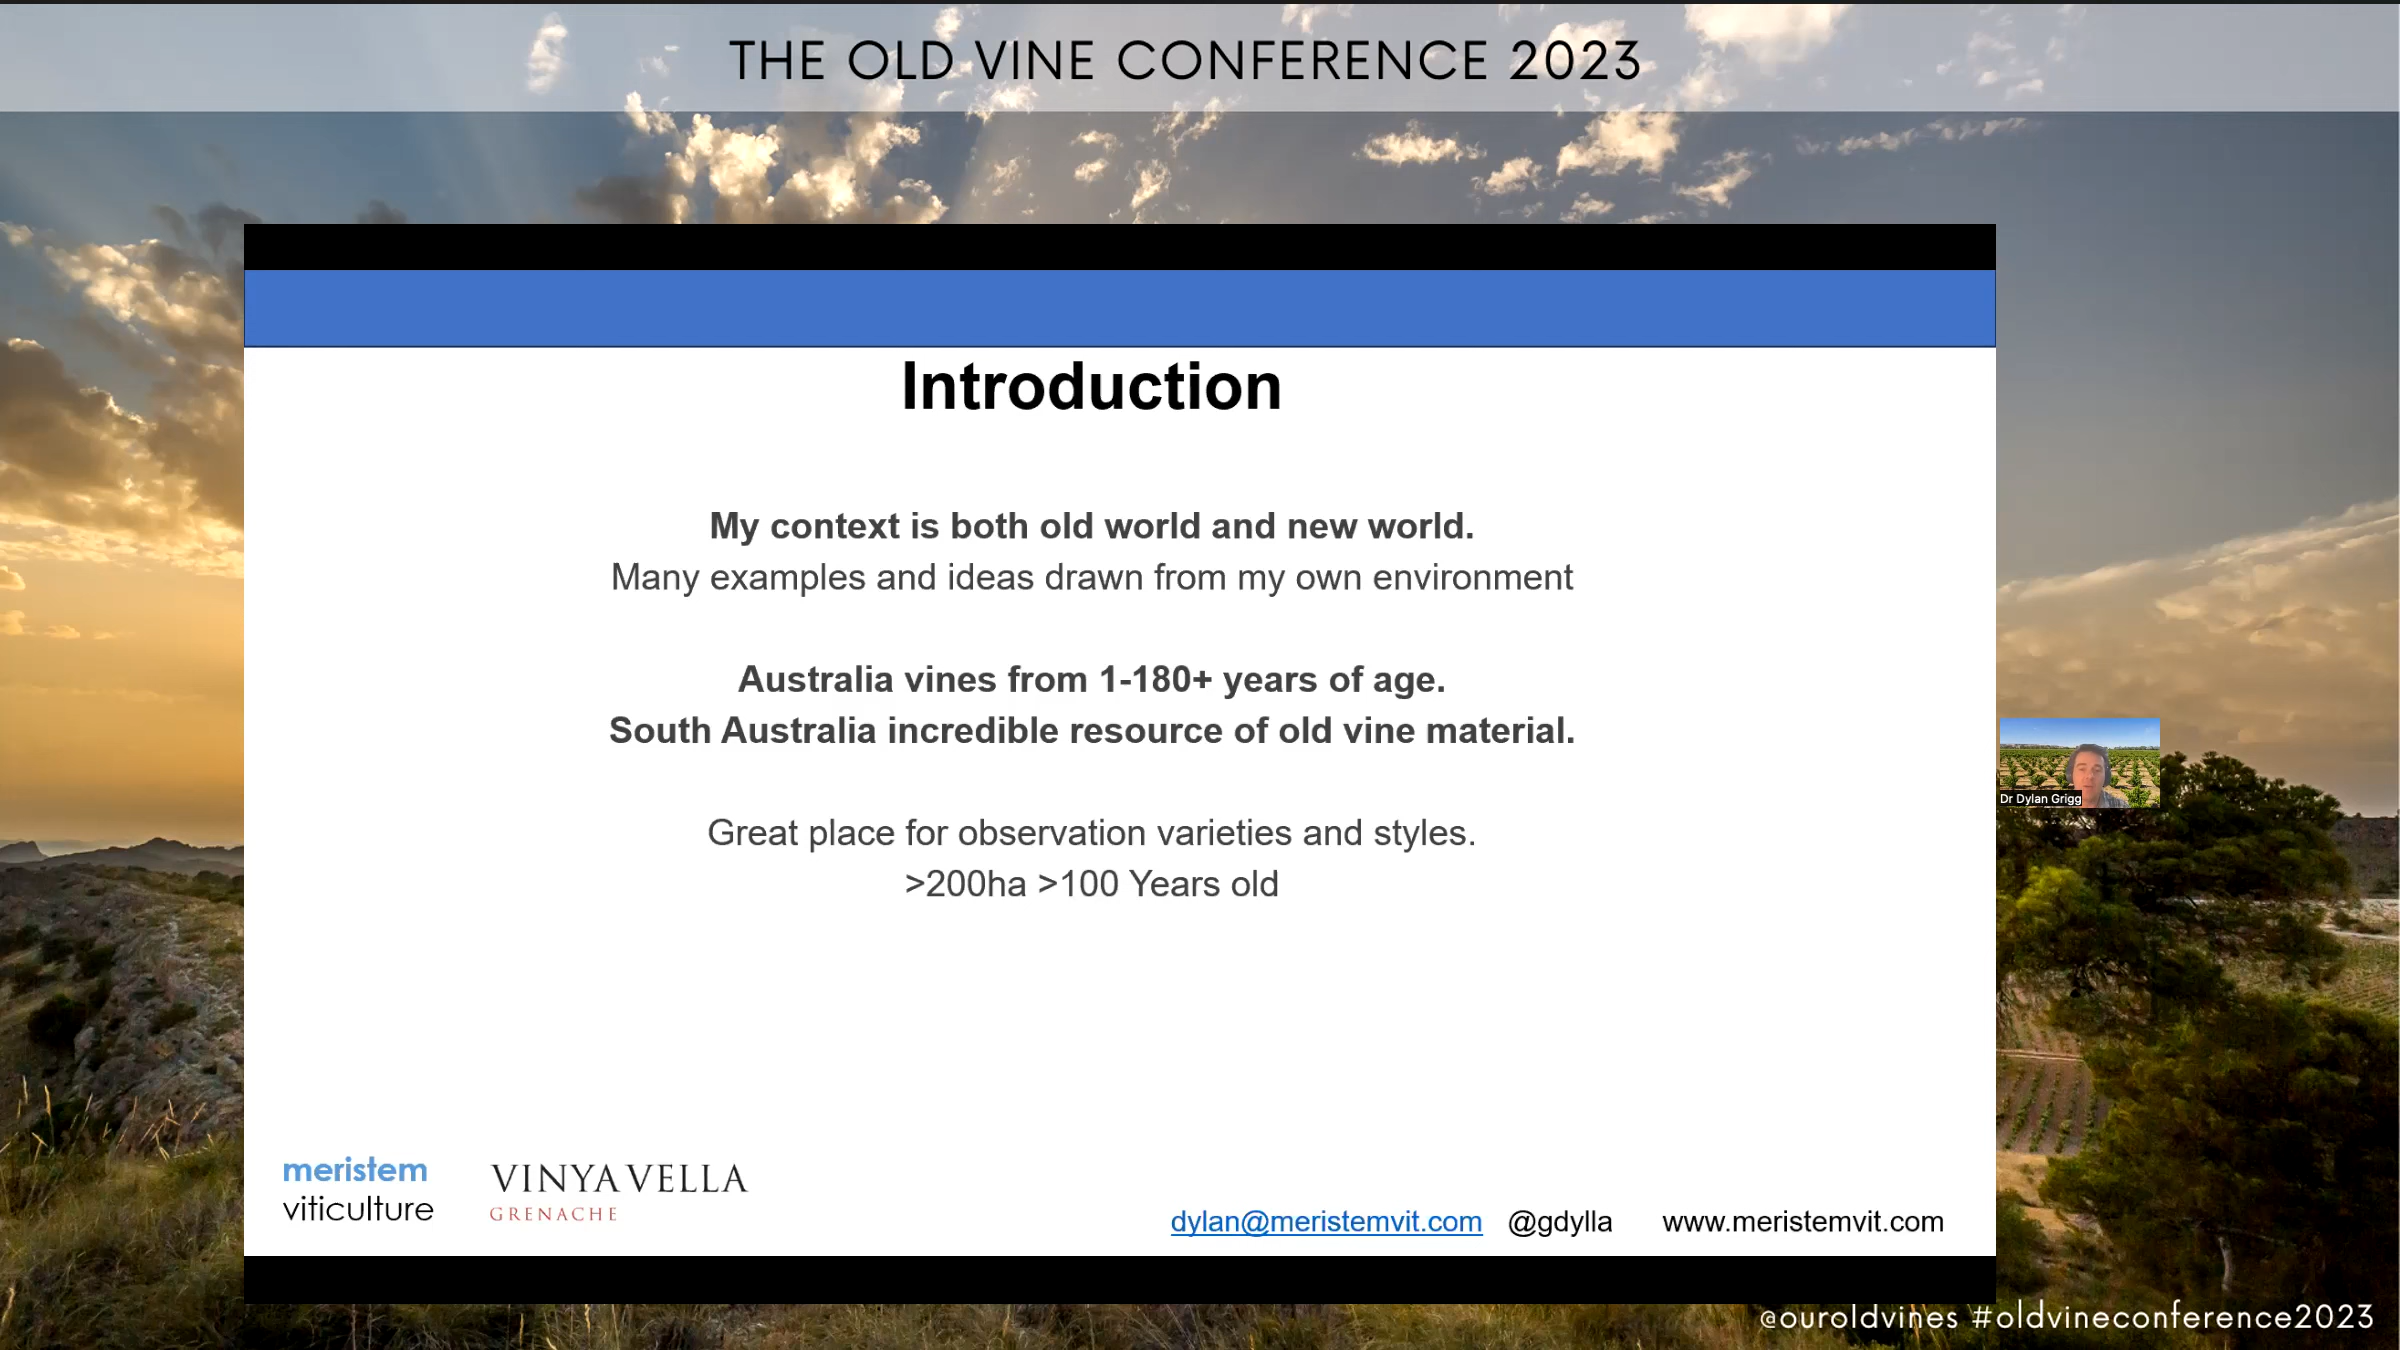 THE OLD VINE CONFERENCE 2023
Introduction
My context is both old world and new world.
Many examples and ideas drawn from my own environment
Australia vines from 1-180+ years of age.
South Australia incredible resource of old vine material.
Great place for observation varieties and styles.
>200ha >100 Years old
Dr Dylan Grigg
meristem
viticulture
VINYA VELLA
GRENACHE
dylan@meristemvit.com @gdylla www.meristemvit.com
@ouroldvines #oldvineconference2023